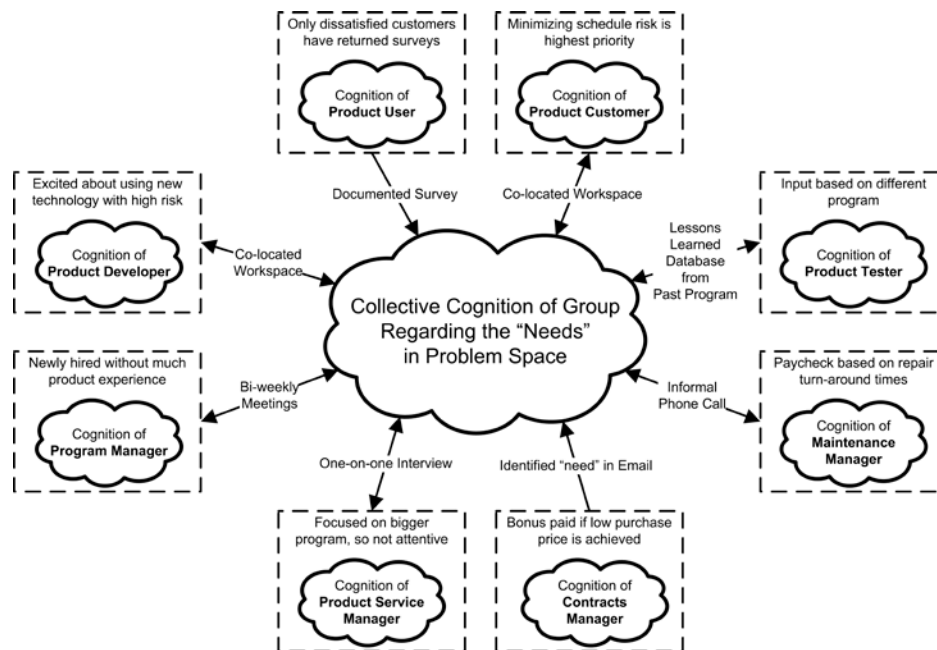 Only dissatisfied customers
have returned surveys
Cognition of
Product User
Minimizing schedule risk is
highest priority
Cognition of
Product Customer
Documented Survey
Co-located Workspace
Excited about using new
technology with high risk
Cognition of
Product Developer
Co-located
Workspace
Lessons
Learned
Database
from
Past Program
Input based on different
program
Cognition of
Product Tester
Collective Cognition of Group
Regarding the “Needs”
in Problem Space
Newly hired without much
product experience
Cognition of
Program Manager
Bi-weekly
Meetings
Informal
Phone Call
Paycheck based on repair
turn-around times
Cognition of
Maintenance
Manager
One-on-one Interview
Identified “need” in Email
Focused on bigger
program, so not attentive
Cognition of
Product Service
Manager
Bonus paid if low purchase
price is achieved
Cognition of
Contracts
Manager